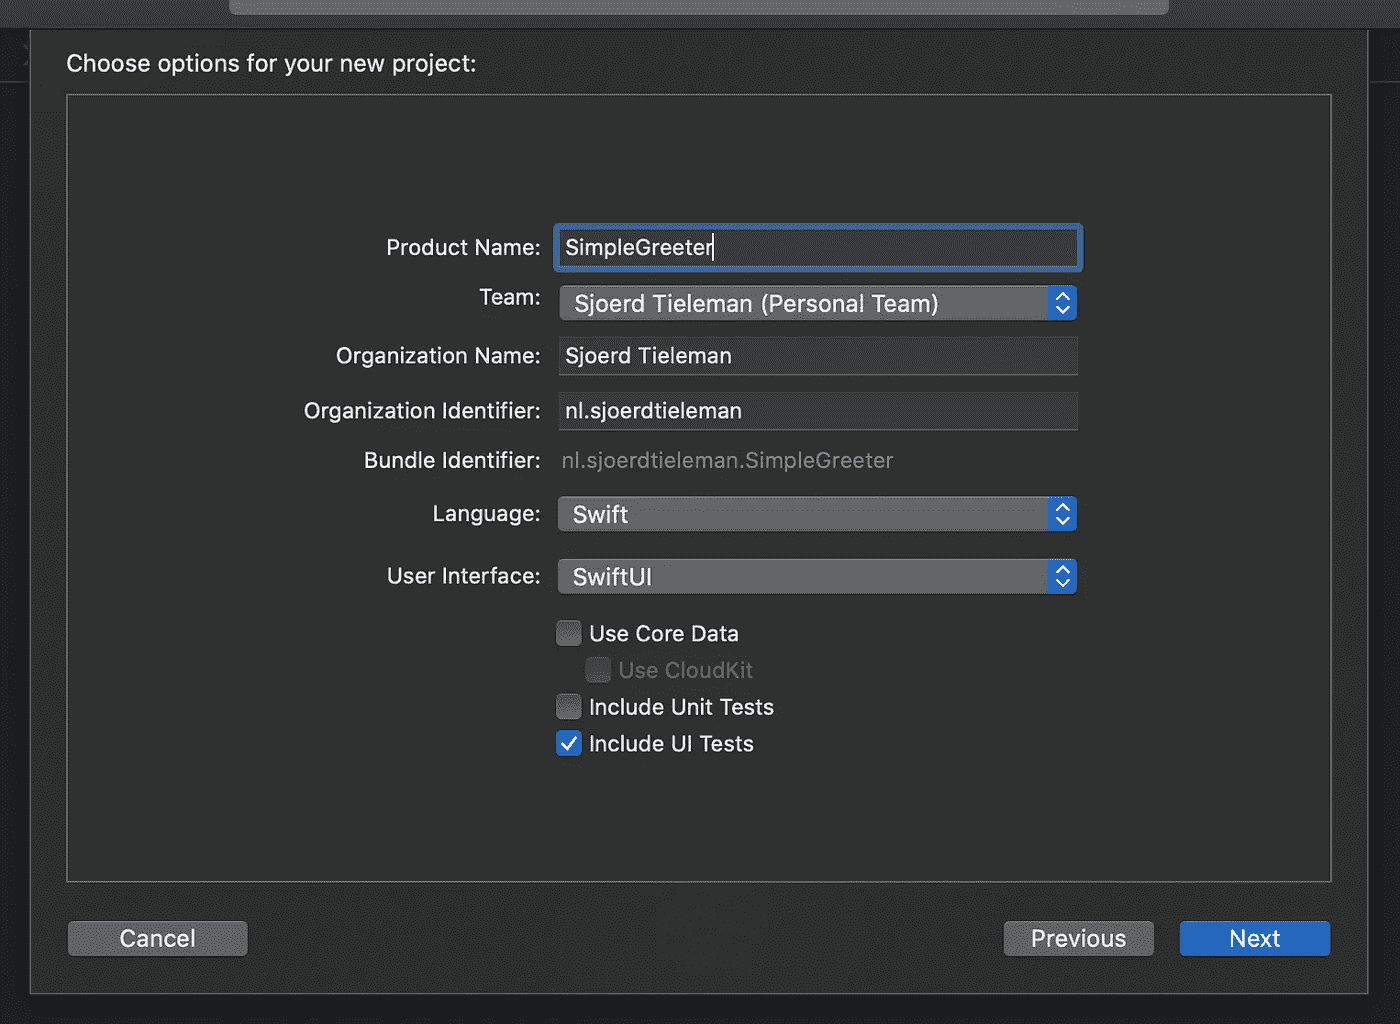 Choose options for your new project:
Product Name: SimpleGreeter
Team: Sjoerd Tieleman (Personal Team)
Organization Name: Sjoerd Tieleman
Organization Identifier: nl.sjoerdtieleman
Bundle Identifier: nl.sjoerdtieleman.SimpleGreeter
Language: Swift
User Interface: SwiftUI
Use Core Data
Use CloudKit
Include Unit Tests
Include UI Tests
Cancel Previous Next